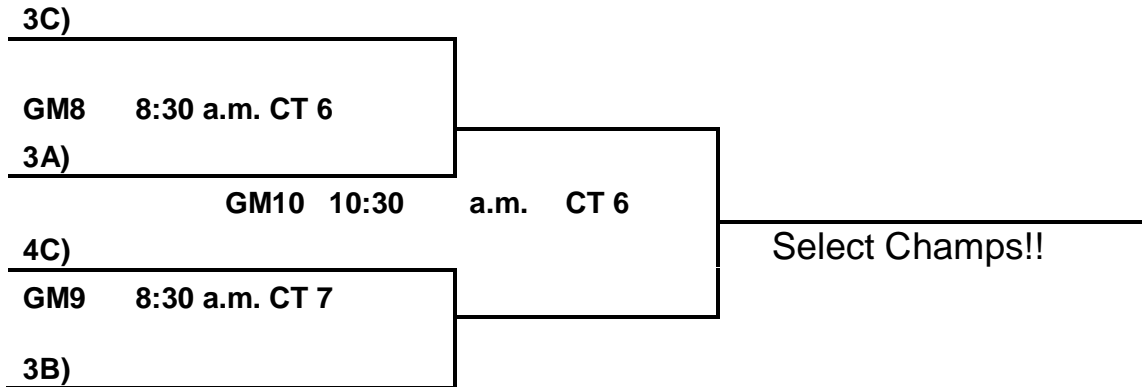 3C)
GM8 8:30 a.m. CT 6
3A)
GM10 10:30 a.m. CT 6
4C)
Select Champs!!
GM9 8:30 a.m. CT 7
3B)